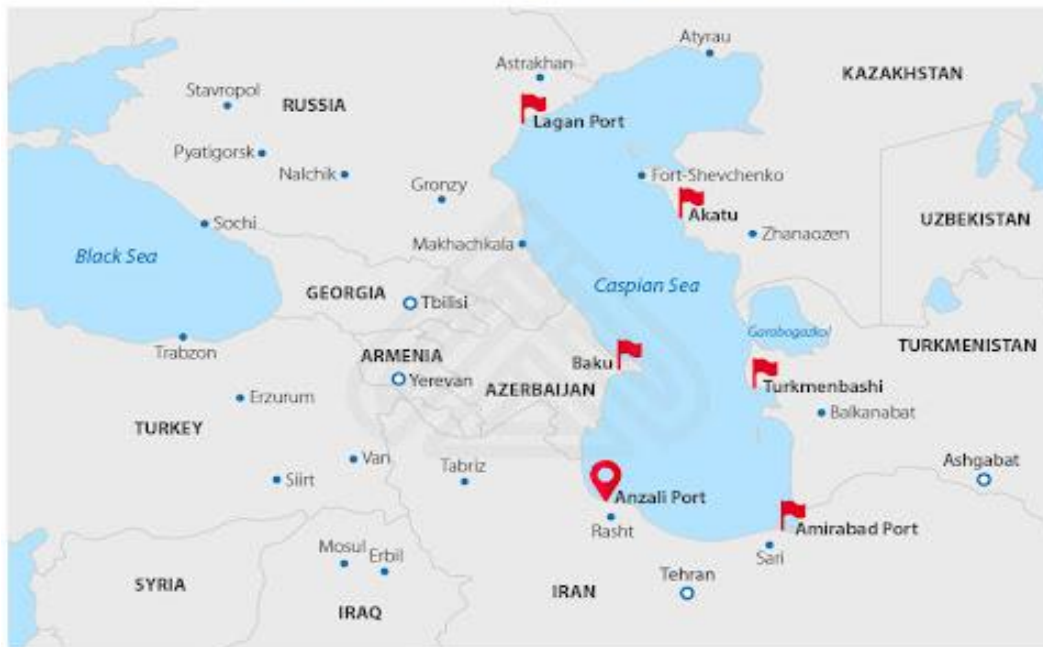 Atyrau
Astrakhan
KAZAKHSTAN
Stavropol
RUSSIA
Lagan Port
Pyatigorsk
Nalchik
Fort-Shevchenko
Gronzy
Akatu
UZBEKISTAN
Sochi
Zhanaozen
Makhachkala
Black Sea
Caspian Sea
GEORGIA
Tbilisi
Garabogazkol
TURKMENISTAN
Trabzon
ARMENIA
Baku
Yerevan
AZERBAIJAN
Turkmenbashi
Erzurum
Balkanabat
TURKEY
Van
Tabriz
Ashgabat
Siirt
Anzali Port
Rasht
Amirabad Port
Mosul
Erbil
Sari
Tehran
SYRIA
IRAN
IRAQ